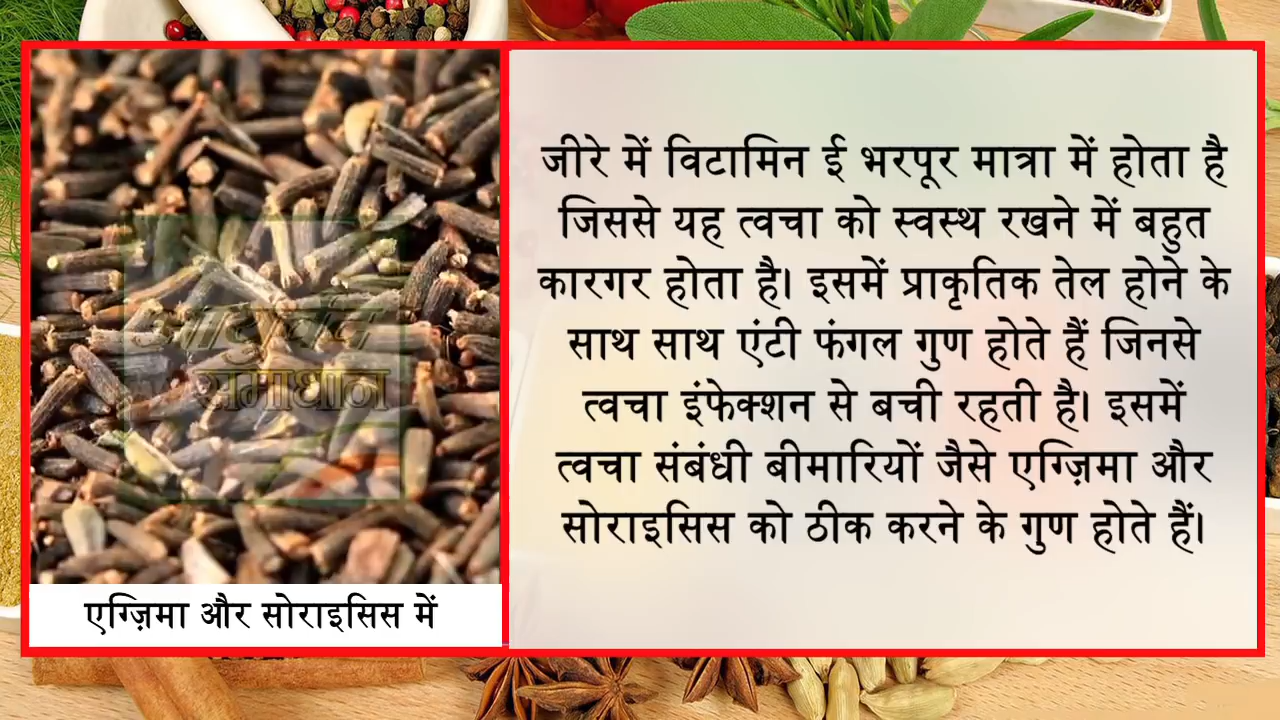 जीरे में विटामिन ई भरपूर मात्रा में होता है
जिससे यह त्वचा को स्वस्थ रखने में बहुत
कारगर होता है। इसमें प्राकृतिक तेल होने के
साथ साथ एंटी फंगल गुण होते हैं जिनसे
त्वचा इंफेक्शन से बची रहती है। इसमें
त्वचा संबंधी बीमारियों जैसे एग्ज़िमा और
सोराइसिस को ठीक करने के गुण होते हैं।
आयुर्वेद
समाधान
एग्ज़िमा और सोराइसिस में